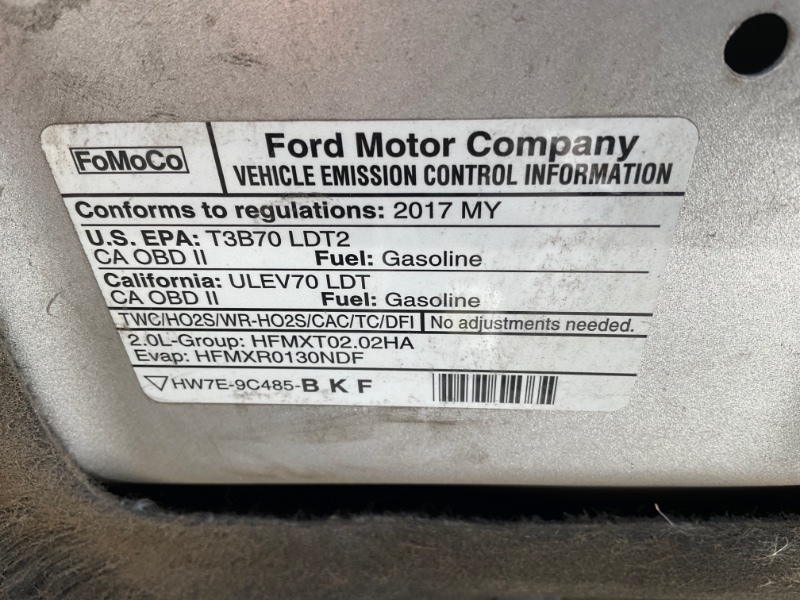 FoMoCo
Ford Motor Company
VEHICLE EMISSION CONTROL INFORMATION
Conforms to regulations: 2017 MY
U.S. EPA: T3B70 LDT2
CA OBD II Fuel: Gasoline
California: ULEV70 LDT
CA OBD II Fuel: Gasoline
TWC/HO2S/WR-HO2S/CAC/TC/DFI No adjustments needed.
2.0L-Group: HFMXT02.02HA
Evap: HFMXR0130NDF
HW7E-9C485-B K F